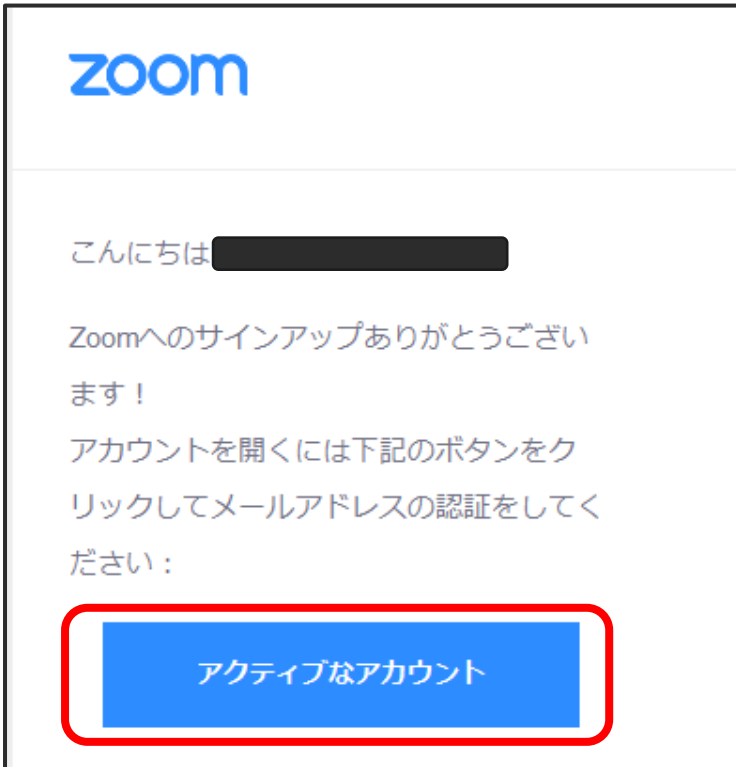 zoom
こんにちは
Zoomへのサインアップありがとうござい
ます！
アカウントを開くには下記のボタンをク
リックしてメールアドレスの認証をしてく
ださい：
アクティブなアカウント